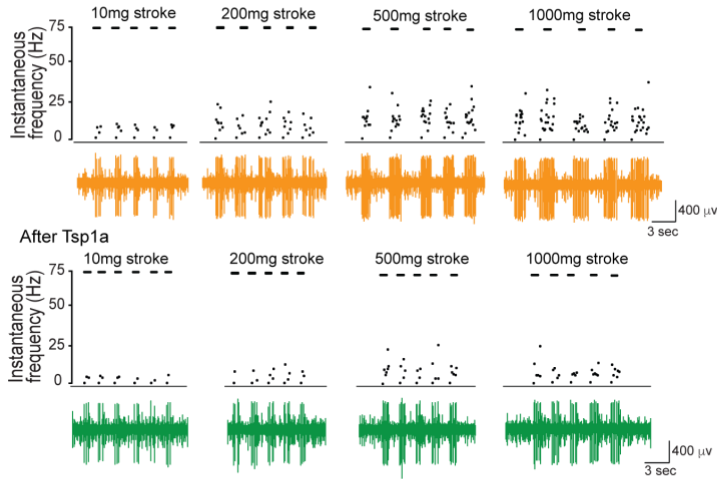 10mg stroke 200mg stroke 500mg stroke 1000mg stroke
Instantaneous
frequency (Hz)
75
50
25
0
400 μv
3 sec
After Tsp1a
10mg stroke 200mg stroke 500mg stroke 1000mg stroke
Instantaneous
frequency (Hz)
75
50
25
0
400 μv
3 sec